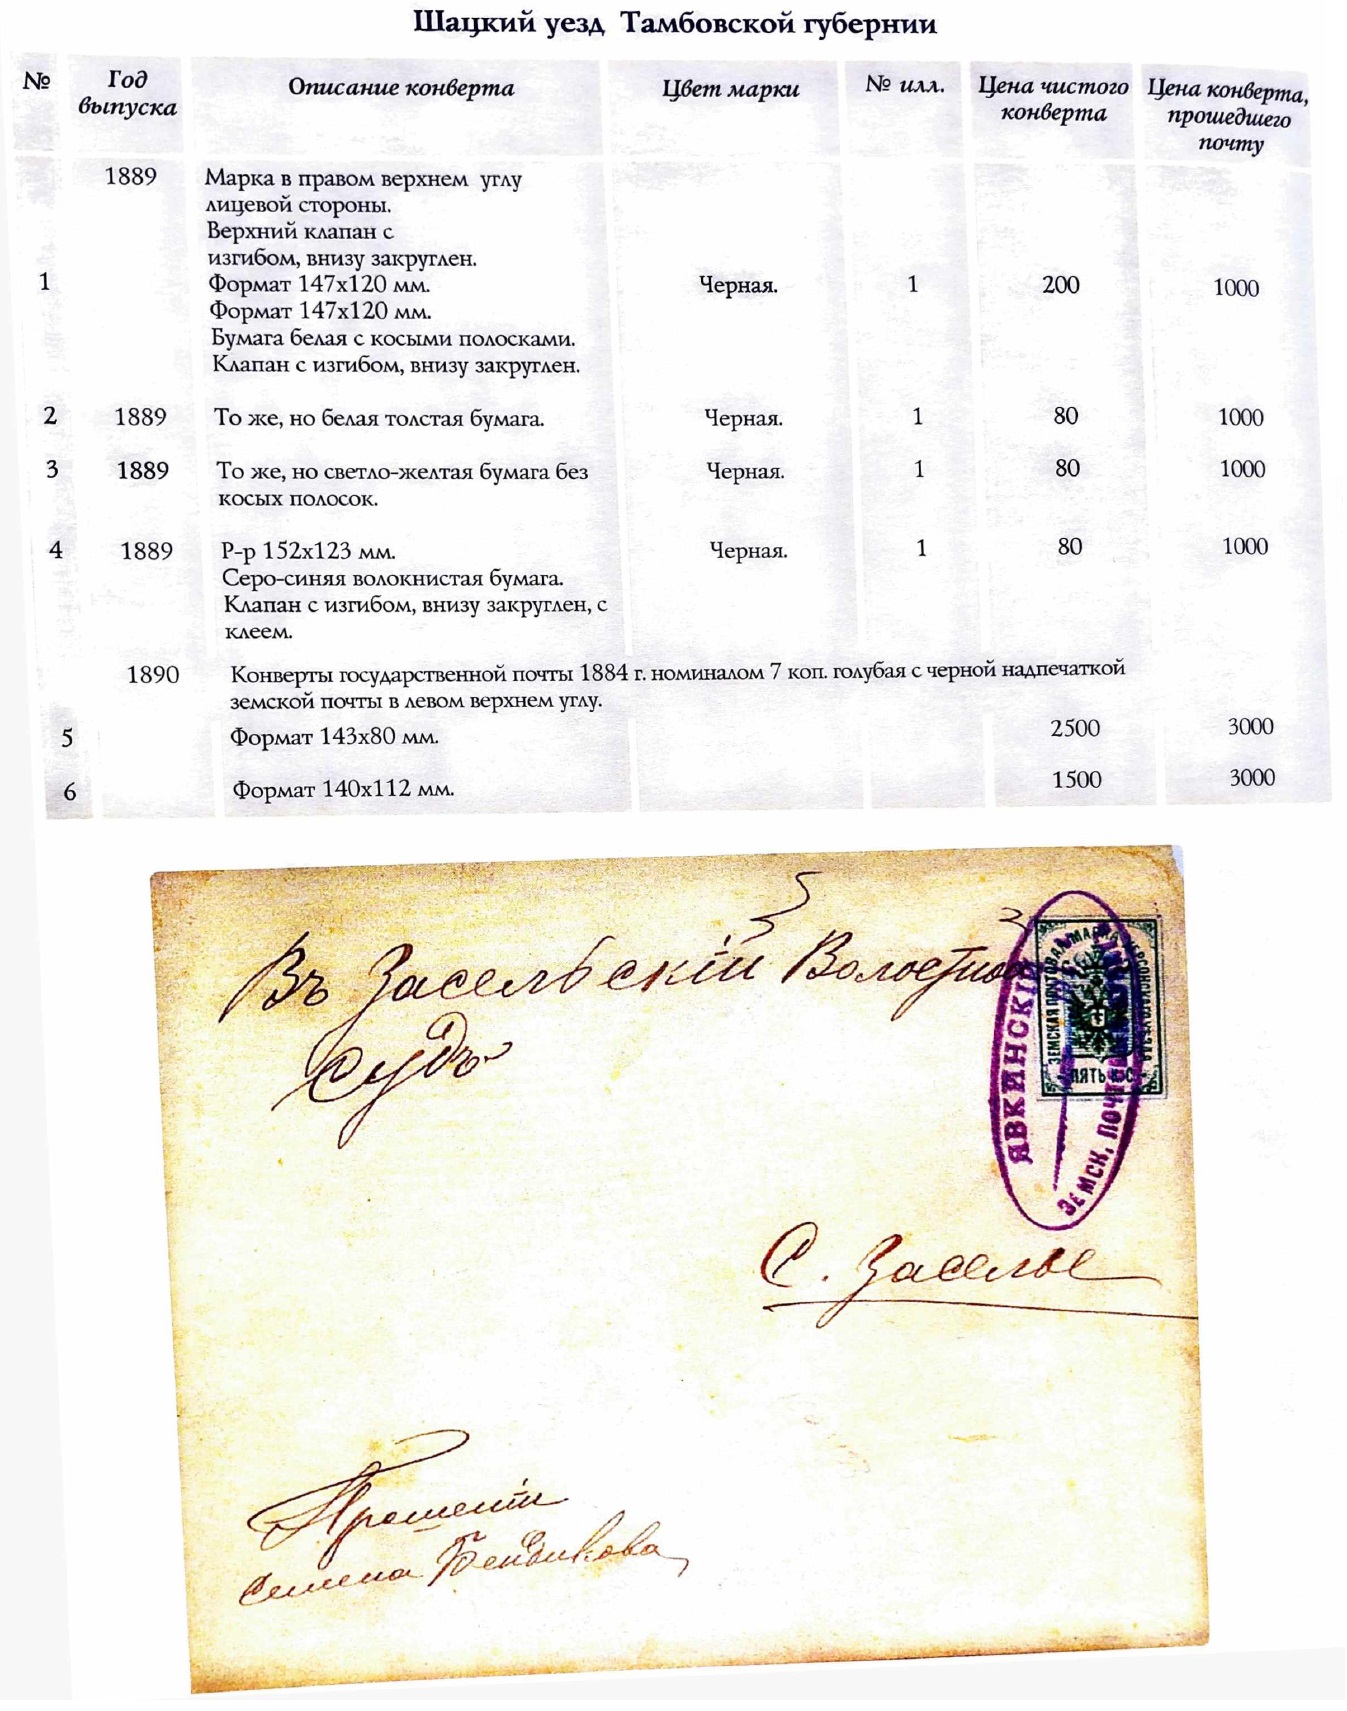 Шацкий уезд Тамбовской губернии
№ Год выпуска Описание конверта Цвет марки № илл. Цена чистого конверта Цена конверта, прошедшего почту
1889 Марка в правом верхнем углу
лицевой стороны.
Верхний клапан с
изгибом, внизу закруглен.
1 Формат 147х120 мм. Черная. 1 200 1000
Формат 147х120 мм.
Бумага белая с косыми полосками.
Клапан с изгибом, внизу закруглен.
2 1889 То же, но белая толстая бумага. Черная. 1 80 1000
3 1889 То же, но светло-желтая бумага без Черная. 1 80 1000
косых полосок.
4 1889 Р-р 152х123 мм. Черная. 1 80 1000
Серо-синяя волокнистая бумага.
Клапан с изгибом, внизу закруглен, с
клеем.
1890 Конверты государственной почты 1884 г. номиналом 7 коп. голубая с черной надпечаткой
земской почты в левом верхнем углу.
5 Формат 143х80 мм. 2500 3000
6 Формат 140х112 мм. 1500 3000
Въ Засельскій Волостной
Судъ
ЗЕМСКАЯ ПОЧТОВАЯ МАРКА
ПЯТЬ
ЯВКИНСКІЙ
ЗЕМСК.
С. Заселье
Прошеніе
Семена